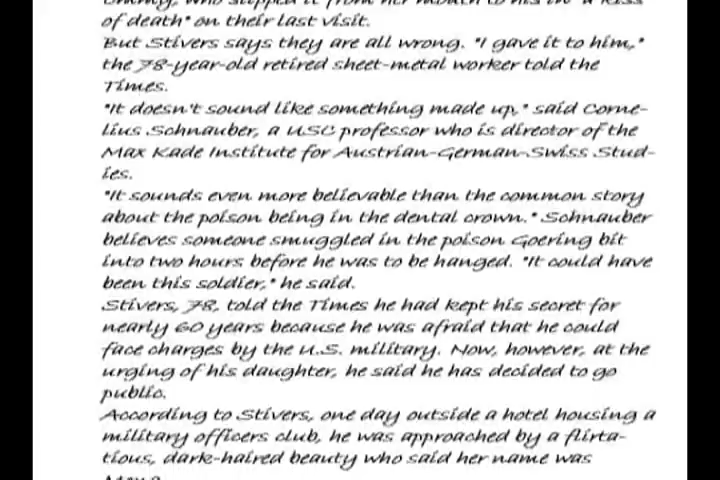 Emmy, who slipped it from her mouth to his in "a kiss
of death" on their last visit.
But Stivers says they are all wrong. "I gave it to him,"
the 78-year-old retired sheet-metal worker told the
Times.
"It doesn't sound like something made up," said Corne-
lius Schnauber, a USC professor who is director of the
Max Kade Institute for Austrian-German-Swiss Stud-
ies.
"It sounds even more believable than the common story
about the poison being in the dental crown." Schnauber
believes someone smuggled in the poison Goering bit
into two hours before he was to be hanged. "It could have
been this soldier," he said.
Stivers, 78, told the Times he had kept his secret for
nearly 60 years because he was afraid that he could
face charges by the U.S. military. Now, however, at the
urging of his daughter, he said he has decided to go
public.
According to Stivers, one day outside a hotel housing a
military officers club, he was approached by a flirta-
tious, dark-haired beauty who said her name was